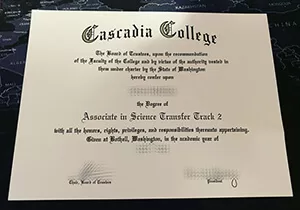 Cascadia College
The Board of Trustees, upon the recommendation
of the Faculty of the College and by virtue of the authority vested in
them under charter by the State of Washington
hereby confer upon
the Degree of
Associate in Science Transfer Track 2
with all the honors, rights, privileges, and responsibilities thereunto appertaining.
Given at Bothell, Washington, in the academic year of
Chair, Board of Trustees
President